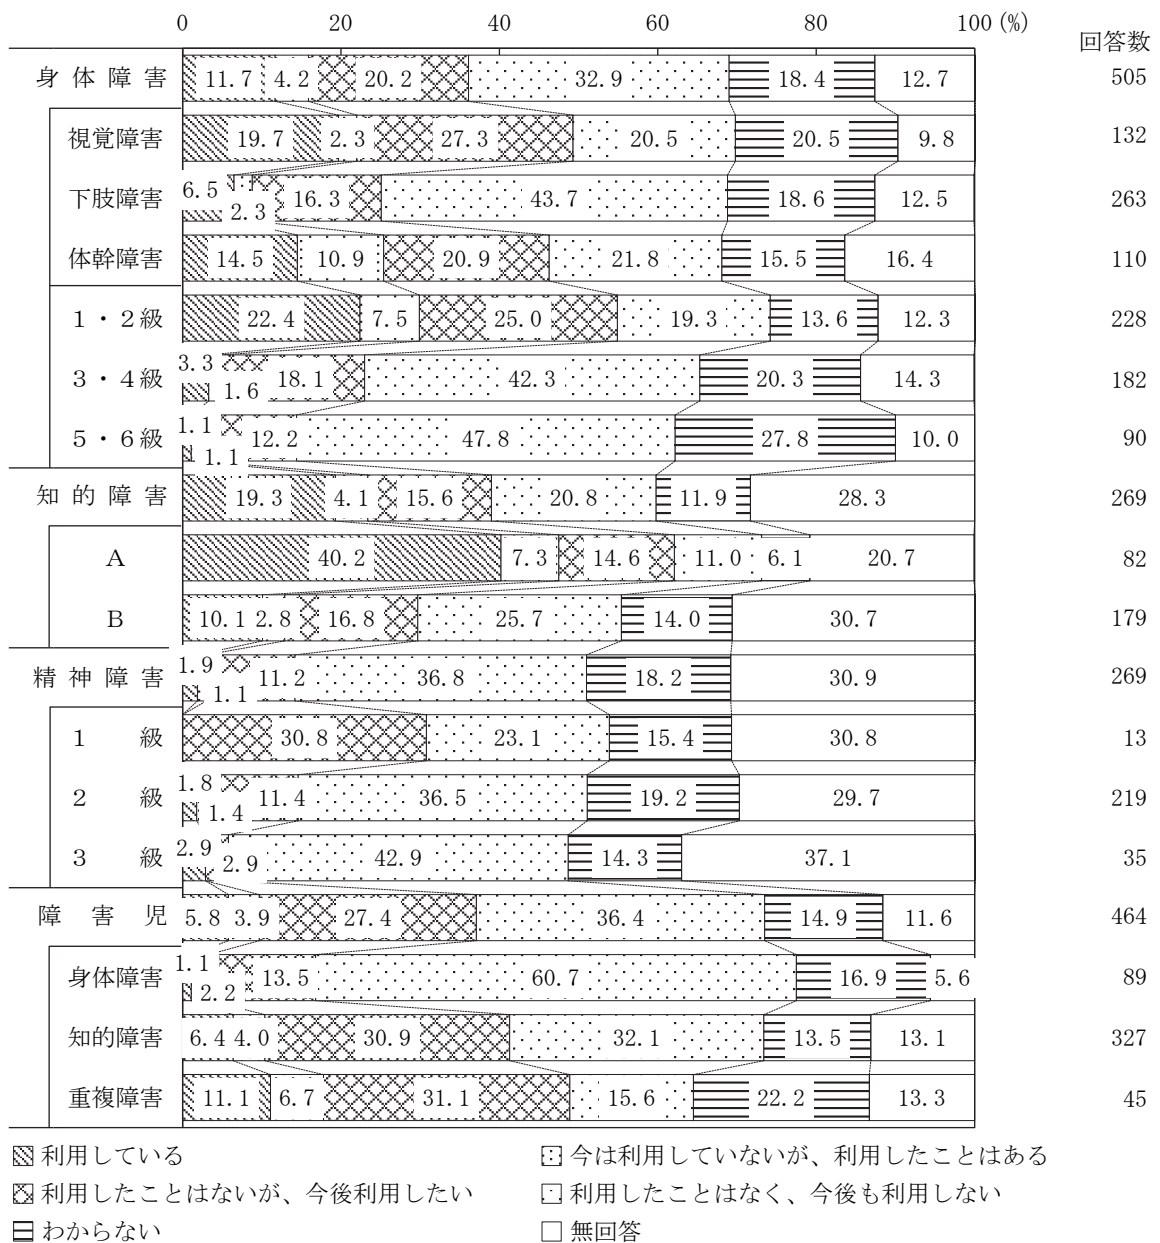 0 20 40 60 80 100 (%)
回答数
身体障害 11.7 4.2 20.2 32.9 18.4 12.7 505
視覚障害 19.7 2.3 27.3 20.5 20.5 9.8 132
下肢障害 6.5 2.3 16.3 43.7 18.6 12.5 263
体幹障害 14.5 10.9 20.9 21.8 15.5 16.4 110
1・2級 22.4 7.5 25.0 19.3 13.6 12.3 228
3・4級 3.3 1.6 18.1 42.3 20.3 14.3 182
5・6級 1.1 1.1 12.2 47.8 27.8 10.0 90
知的障害 19.3 4.1 15.6 20.8 11.9 28.3 269
A 40.2 7.3 14.6 11.0 6.1 20.7 82
B 10.1 2.8 16.8 25.7 14.0 30.7 179
精神障害 1.9 1.1 11.2 36.8 18.2 30.9 269
1級 30.8 23.1 15.4 30.8 13
2級 1.8 1.4 11.4 36.5 19.2 29.7 219
3級 2.9 2.9 42.9 14.3 37.1 35
障害児 5.8 3.9 27.4 36.4 14.9 11.6 464
身体障害 1.1 2.2 13.5 60.7 16.9 5.6 89
知的障害 6.4 4.0 30.9 32.1 13.5 13.1 327
重複障害 11.1 6.7 31.1 15.6 22.2 13.3 45
利用している 今は利用していないが、利用したことはある
利用したことはないが、今後利用したい 利用したことはなく、今後も利用しない
わからない 無回答